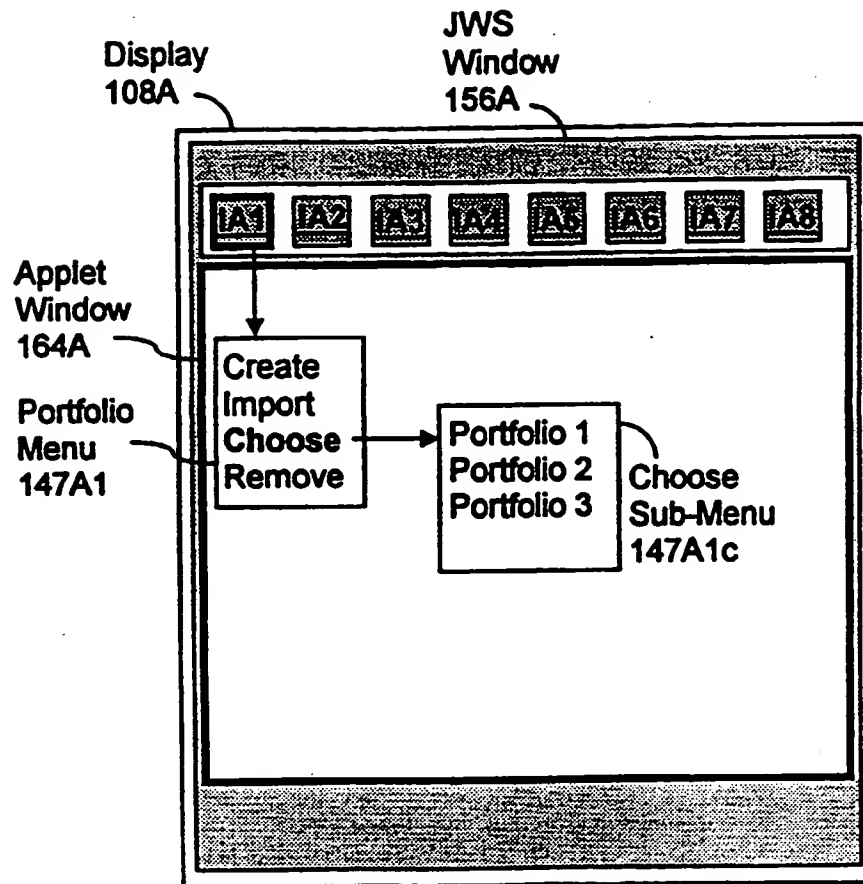 Display
108A
JWS
Window
156A
IA1 IA2 IA3 IA4 IA5 IA6 IA7 IA8
Applet
Window
164A
Portfolio
Menu
147A1
Create
Import
Choose
Remove
Portfolio 1
Portfolio 2
Portfolio 3
Choose
Sub-Menu
147A1c